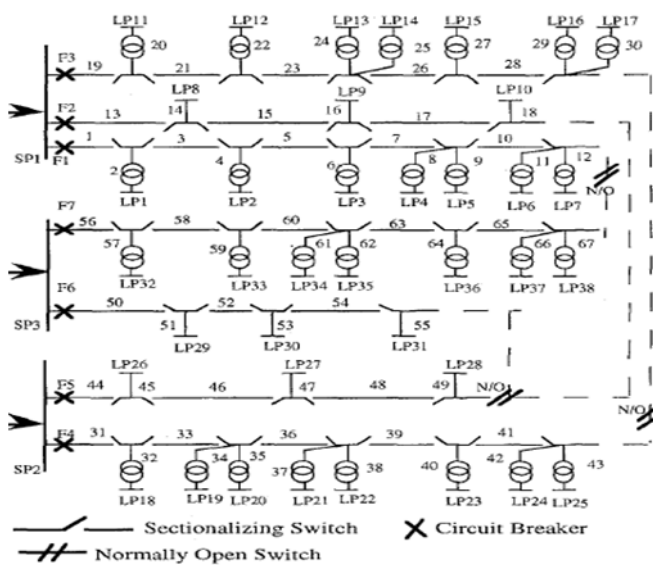 LP11 LP12 LP13 LP14 LP15 LP16 LP17
F3 20 22 24 25 27 29 30
19 21 23 26 28
F2 LP8 LP9 LP10
13 14 15 16 17 18
1 3 5 7 10
SP1 F1 2 4 6 8 9 11 12
LP1 LP2 LP3 LP4 LP5 LP6 LP7 N/O
F7
56 58 60 63 65
57 59 61 62 64 66 67
LP32 LP33 LP34 LP35 LP36 LP37 LP38
F6
50 52 54
SP3 51 53 55
LP29 LP30 LP31
LP26 LP27 LP28
F5 44 45 46 47 48 49 N/O
N/O
F4 31 33 36 39 41
SP2 32 34 35 37 38 40 42 43
LP18 LP19 LP20 LP21 LP22 LP23 LP24 LP25
Sectionalizing Switch Circuit Breaker
Normally Open Switch